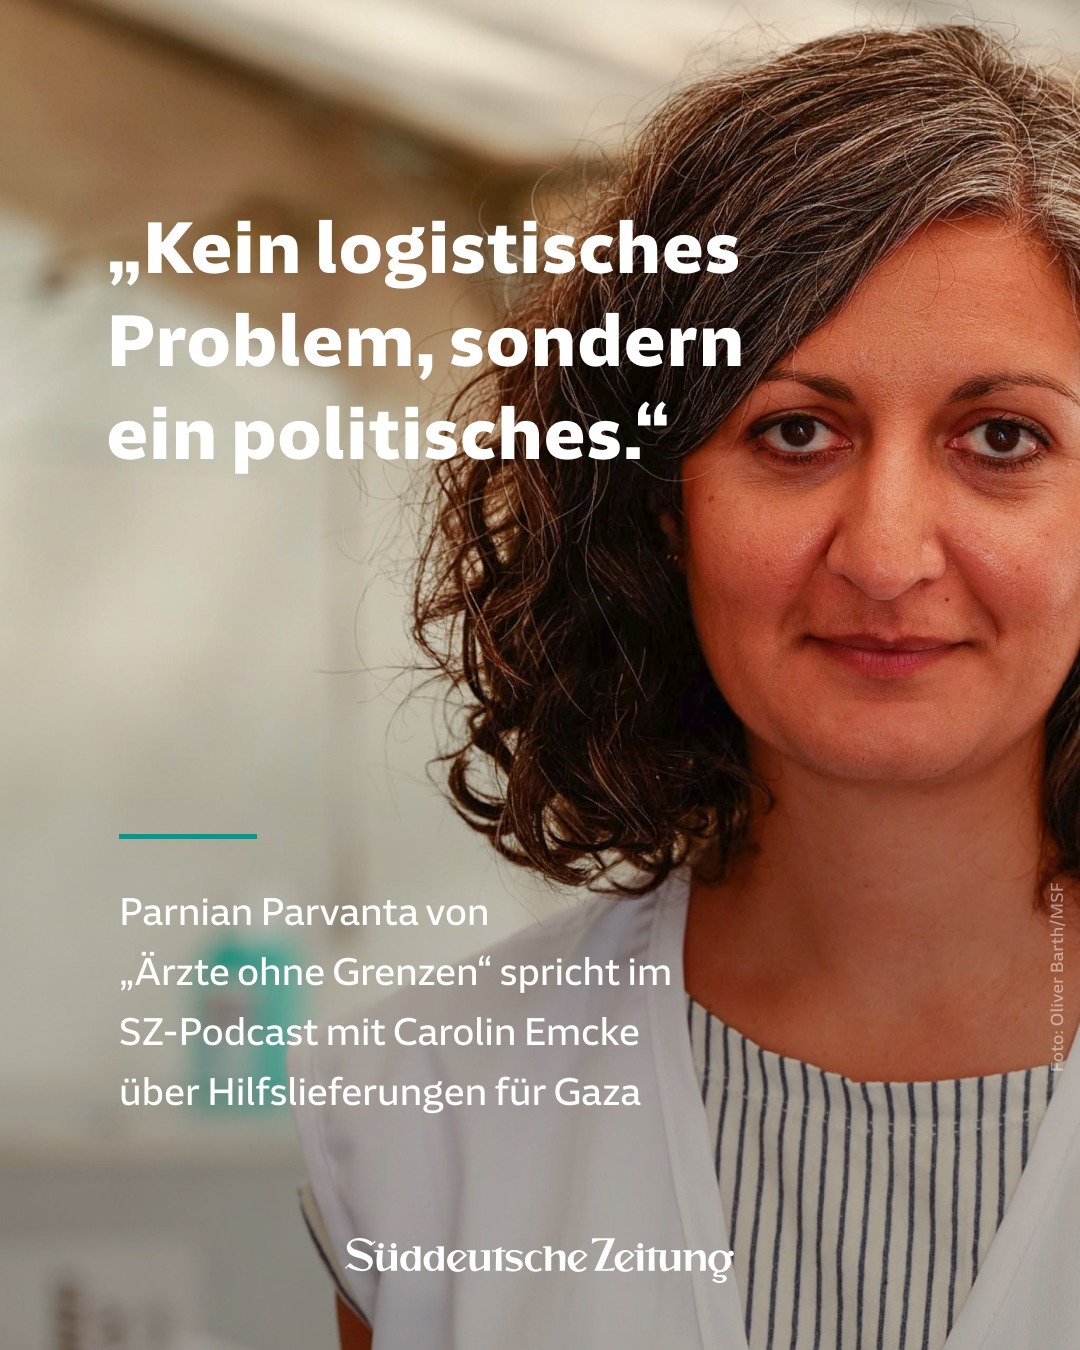 „Kein logistisches
Problem, sondern
ein politisches.“
Parnian Parvanta von
„Ärzte ohne Grenzen“ spricht im
SZ-Podcast mit Carolin Emcke
über Hilfslieferungen für Gaza
Foto: Oliver Barth/MSF
Süddeutsche Zeitung